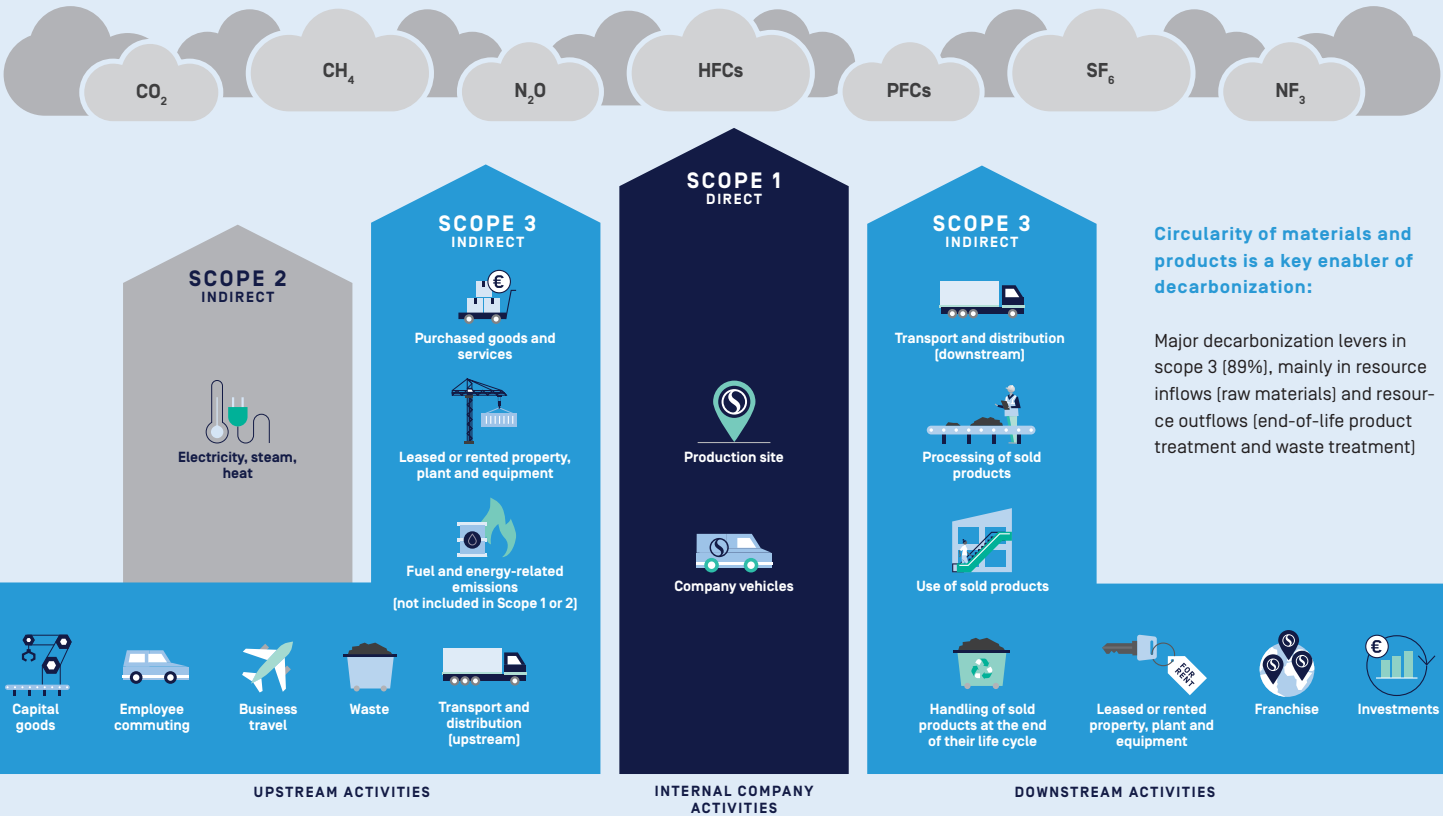 CO2
CH4
N2O
HFCs
PFCs
SF6
NF3
SCOPE 2
INDIRECT
Electricity, steam,
heat
SCOPE 3
INDIRECT
€
Purchased goods and
services
Leased or rented property,
plant and equipment
Fuel and energy-related
emissions
(not included in Scope 1 or 2)
Capital
goods
Employee
commuting
Business
travel
Waste
Transport and
distribution
(upstream)
UPSTREAM ACTIVITIES
SCOPE 1
DIRECT
Production site
Company vehicles
INTERNAL COMPANY
ACTIVITIES
SCOPE 3
INDIRECT
Transport and distribution
(downstream)
Processing of sold
products
Use of sold products
Handling of sold
products at the end
of their life cycle
FOR
RENT
Leased or rented
property, plant and
equipment
Franchise
€
Investments
DOWNSTREAM ACTIVITIES
Circularity of materials and
products is a key enabler of
decarbonization:
Major decarbonization levers in
scope 3 (89%), mainly in resource
inflows (raw materials) and resour-
ce outflows (end-of-life product
treatment and waste treatment)